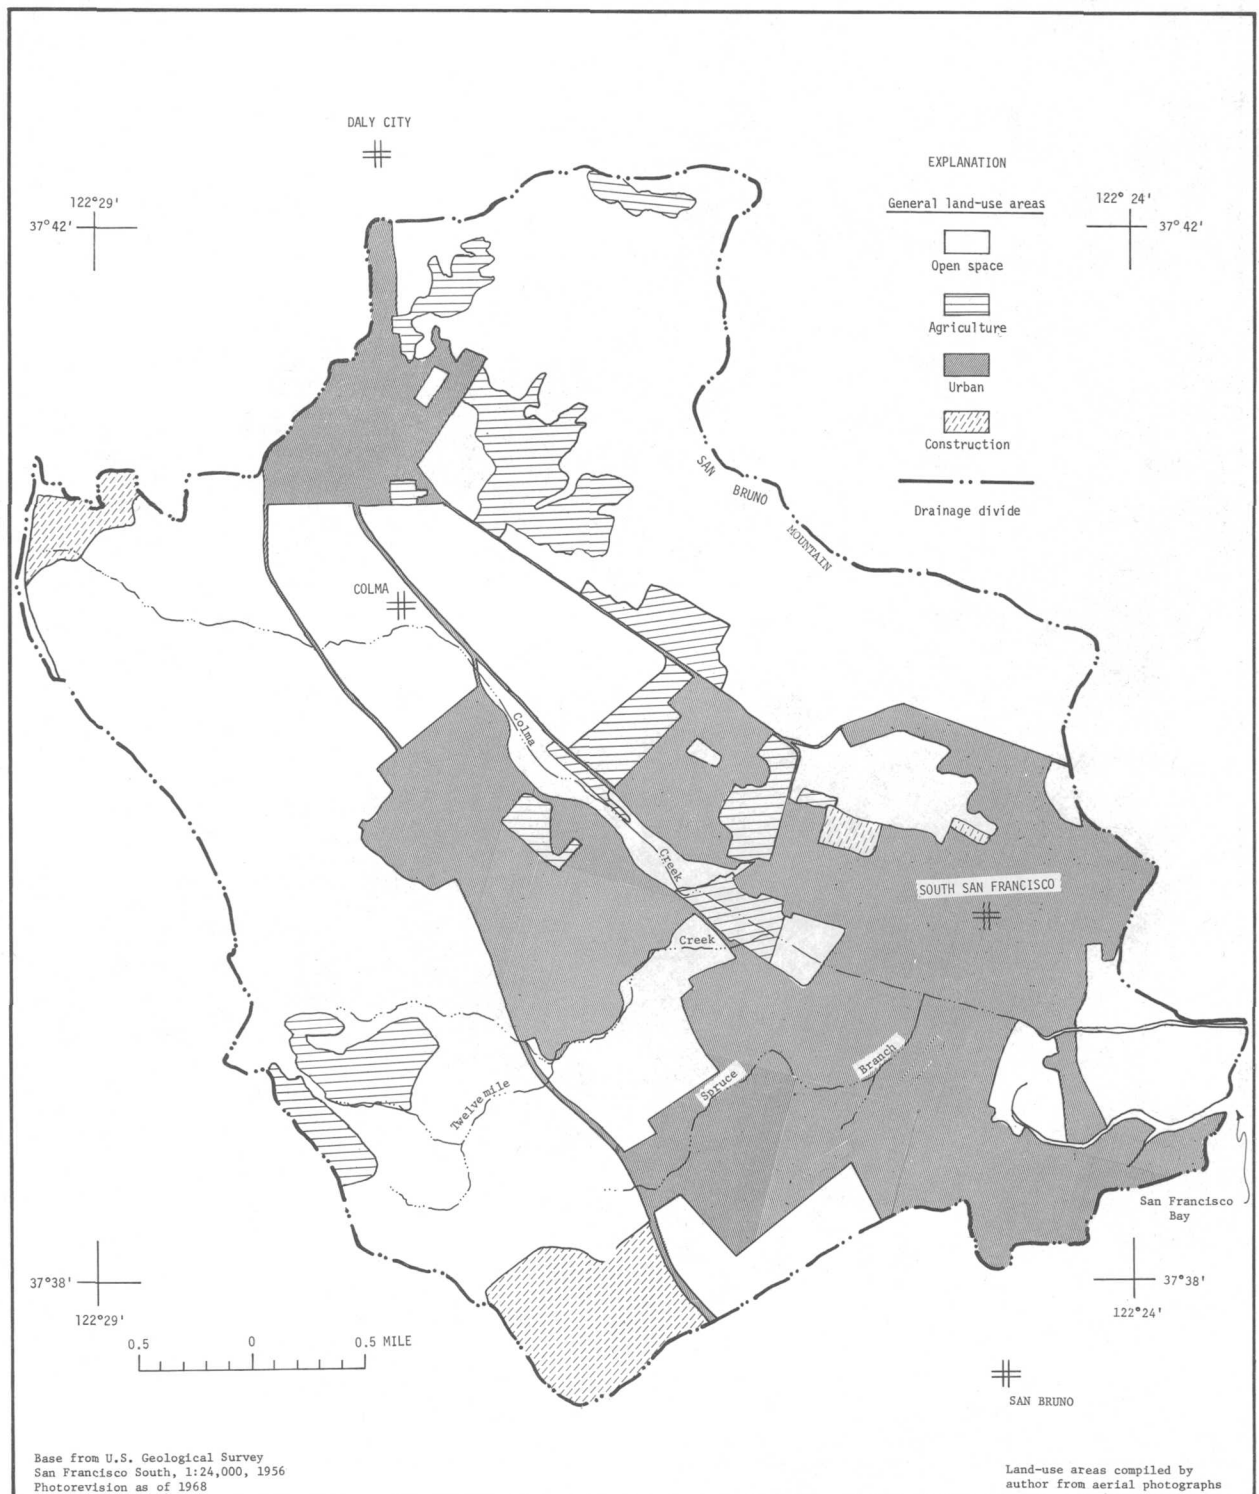 DALY CITY
EXPLANATION
122°29'
37°42'
General land-use areas
122° 24'
37°42'
Open space
Agriculture
Urban
Construction
SAN BRUNO MOUNTAIN
Drainage divide
COLMA
Colma
Creek
SOUTH SAN FRANCISCO
Creek
Twelvemile
Spruce
Branch
San Francisco
Bay
37°38'
122°29'
37°38'
122°24'
0.5
0
0.5 MILE
SAN BRUNO
Base from U.S. Geological Survey
San Francisco South, 1:24,000, 1956
Photorevision as of 1968
Land-use areas compiled by
author from aerial photographs